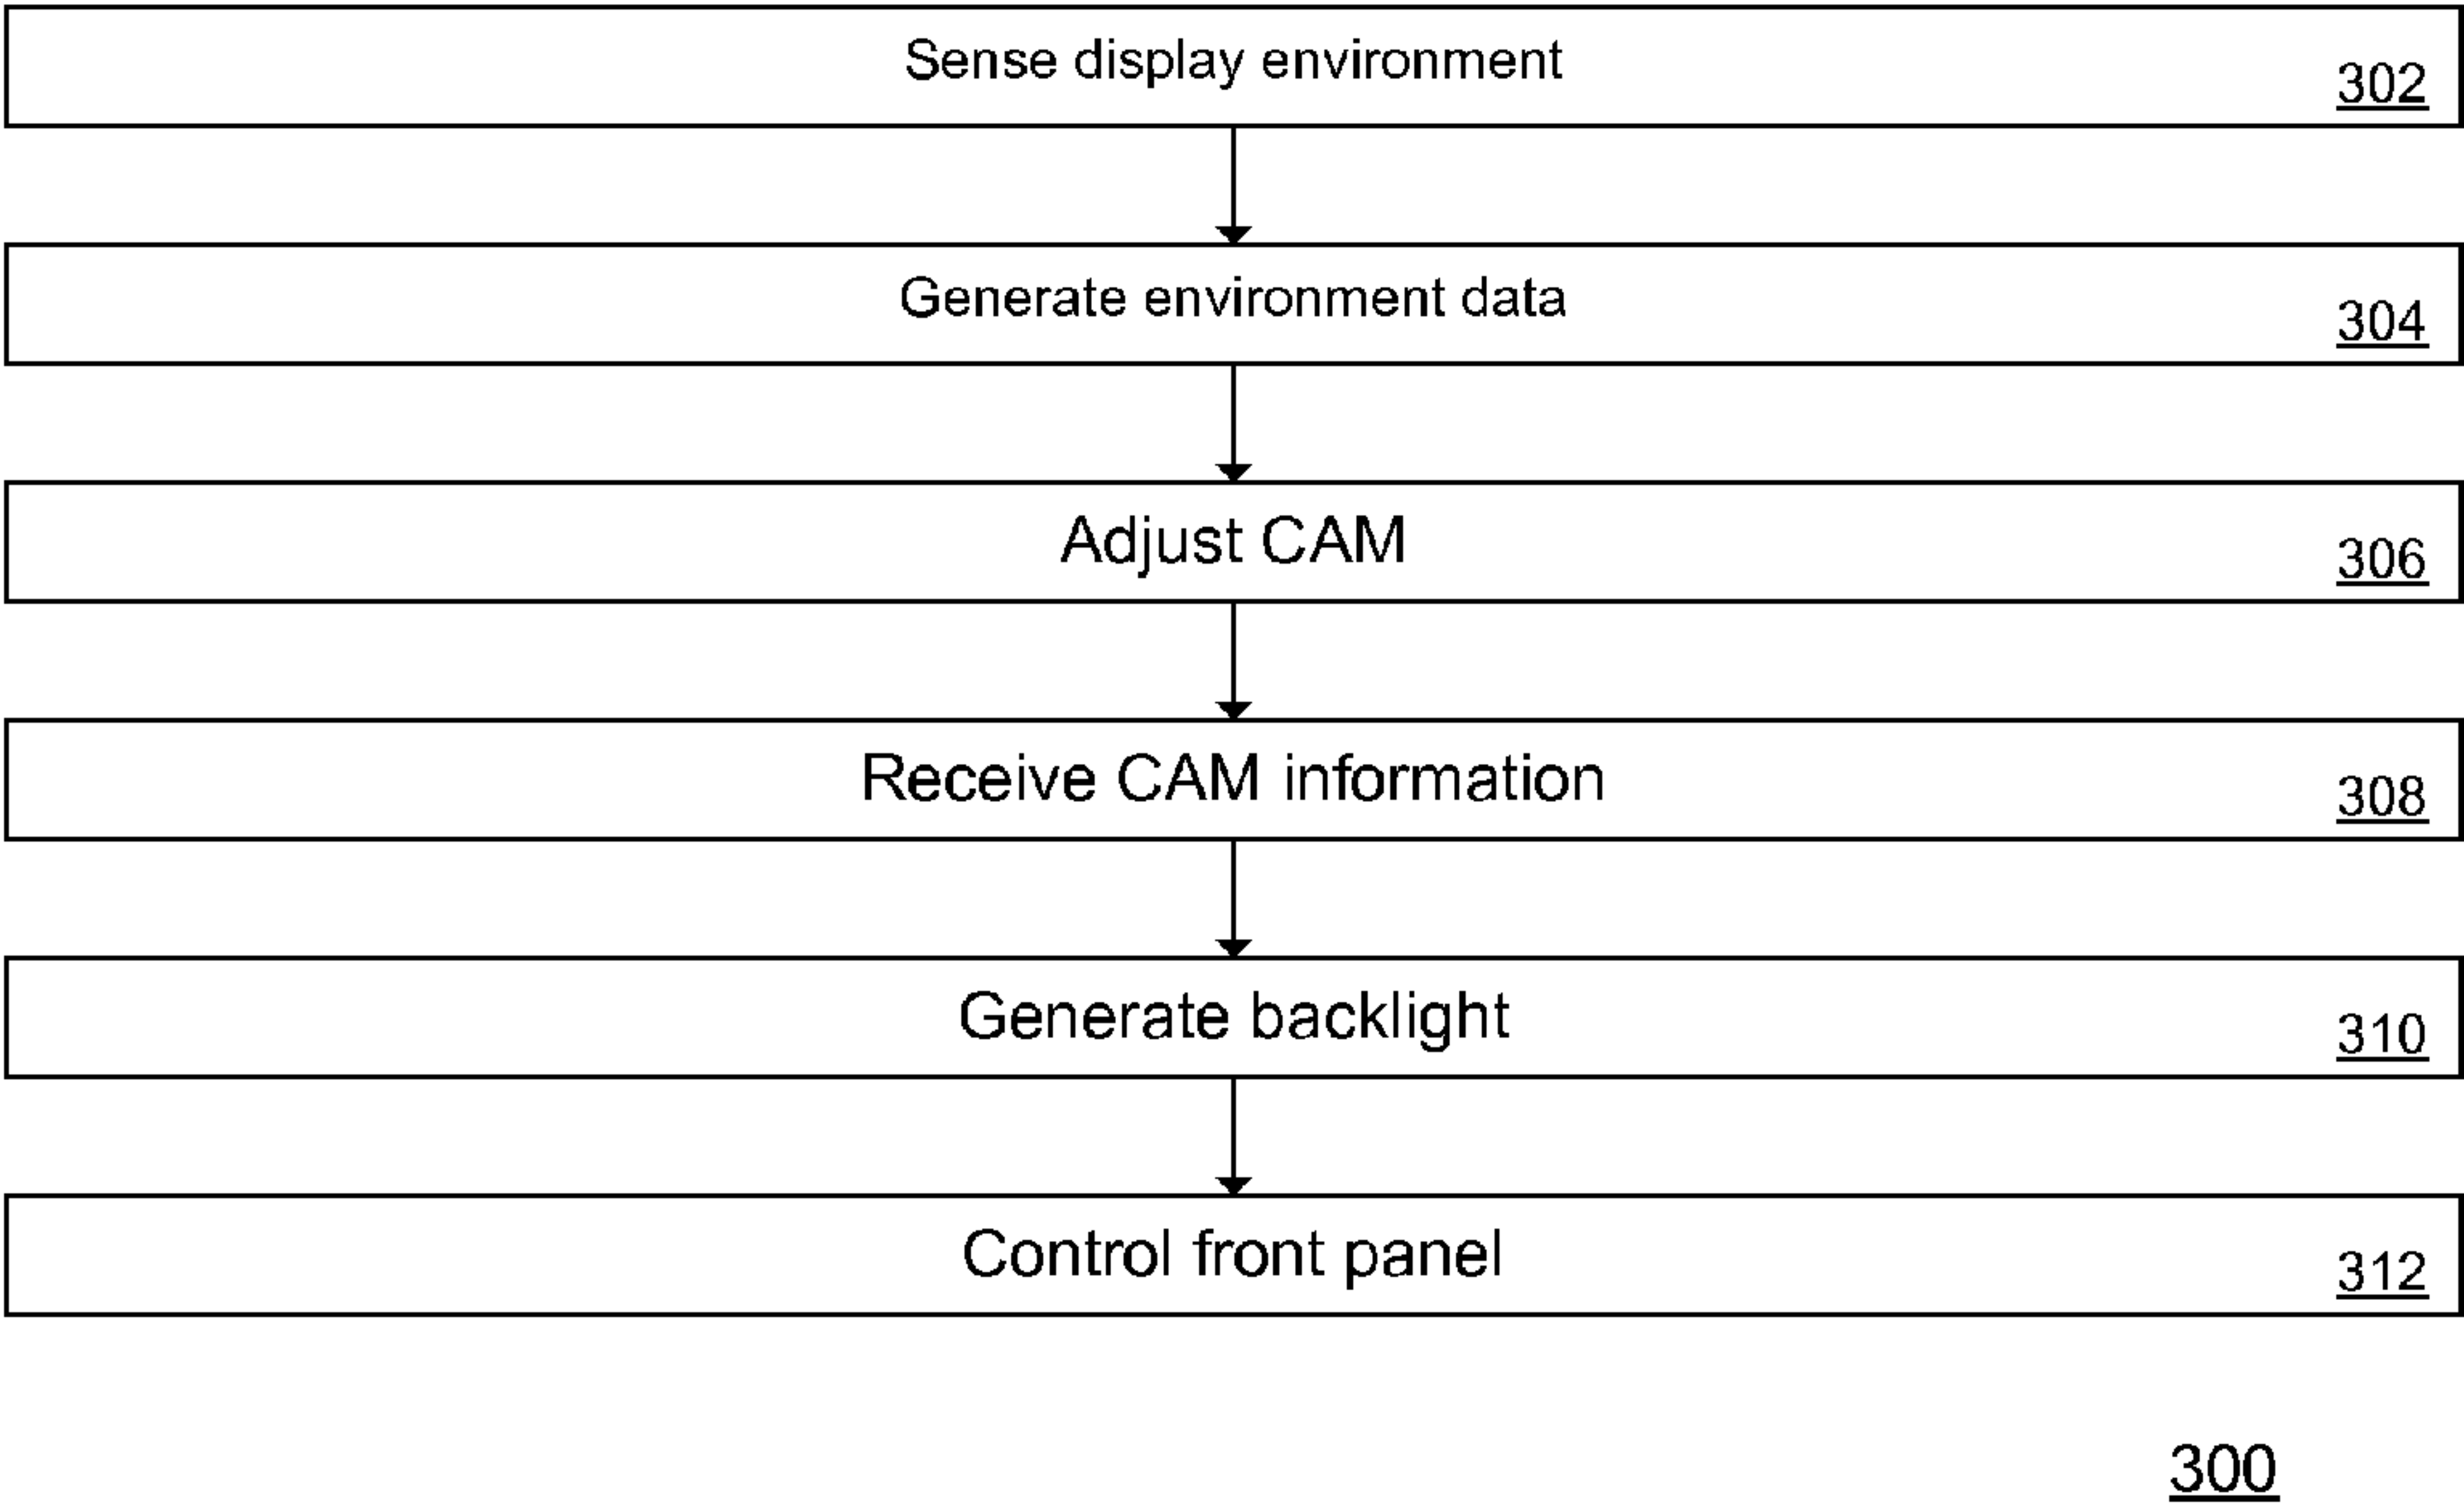 Sense display environment
302
Generate environment data
304
Adjust CAM
306
Receive CAM information
308
Generate backlight
310
Control front panel
312
300